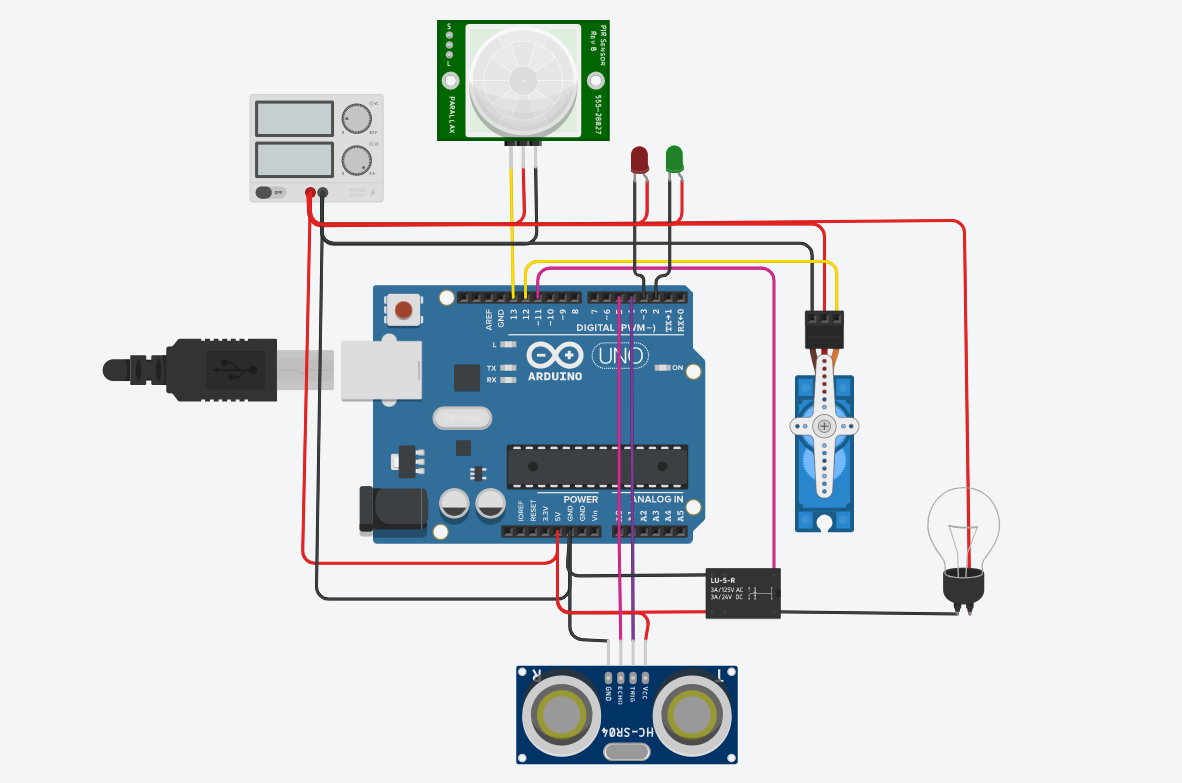 S
L
PARALLAX
PIR SENSOR
Rev B
555-28027
OFF
AREF
GND
13
12
~11
~10
~9
8
7
~6
~3
2
TX→1
RX←0
DIGITAL (PWM~)
L
TX
RX
ARDUINO
UNO
ON
POWER
ANALOG IN
IOREF
RESET
3.3V
5V
GND
GND
Vin
A0
A1
A2
A3
A4
A5
LU-5-R
3A/125V AC
3A/24V DC
R
T
GND
ECHO
TRIG
Vcc
HC-SR04